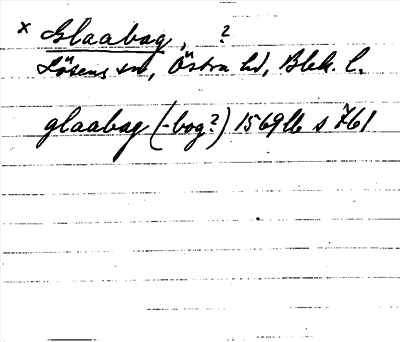 × Glaabag, ?
Lösens sn, Östra hd, Blek. l.
glaabag (-bog?) 1569 lb s 761